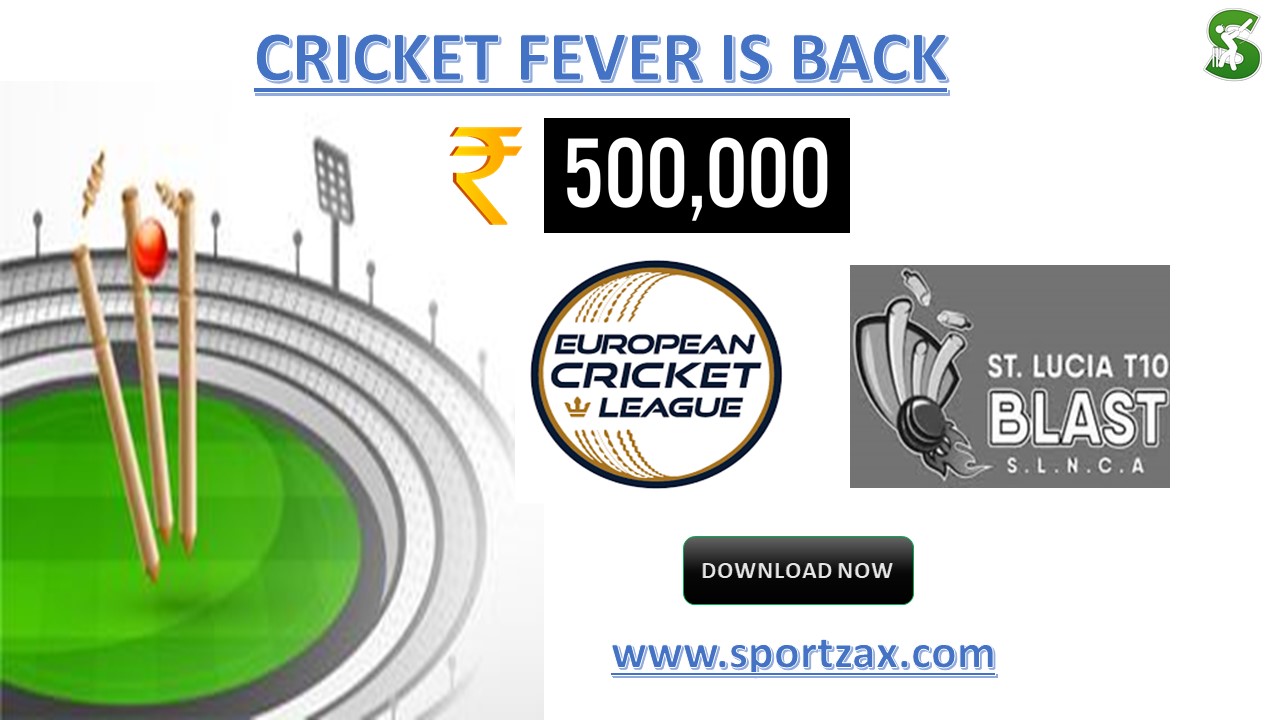 CRICKET FEVER IS BACK
₹ 500,000
EUROPEAN
CRICKET
LEAGUE
ST. LUCIA T10
BLAST
S.L.N.C.A
DOWNLOAD NOW
www.sportzax.com